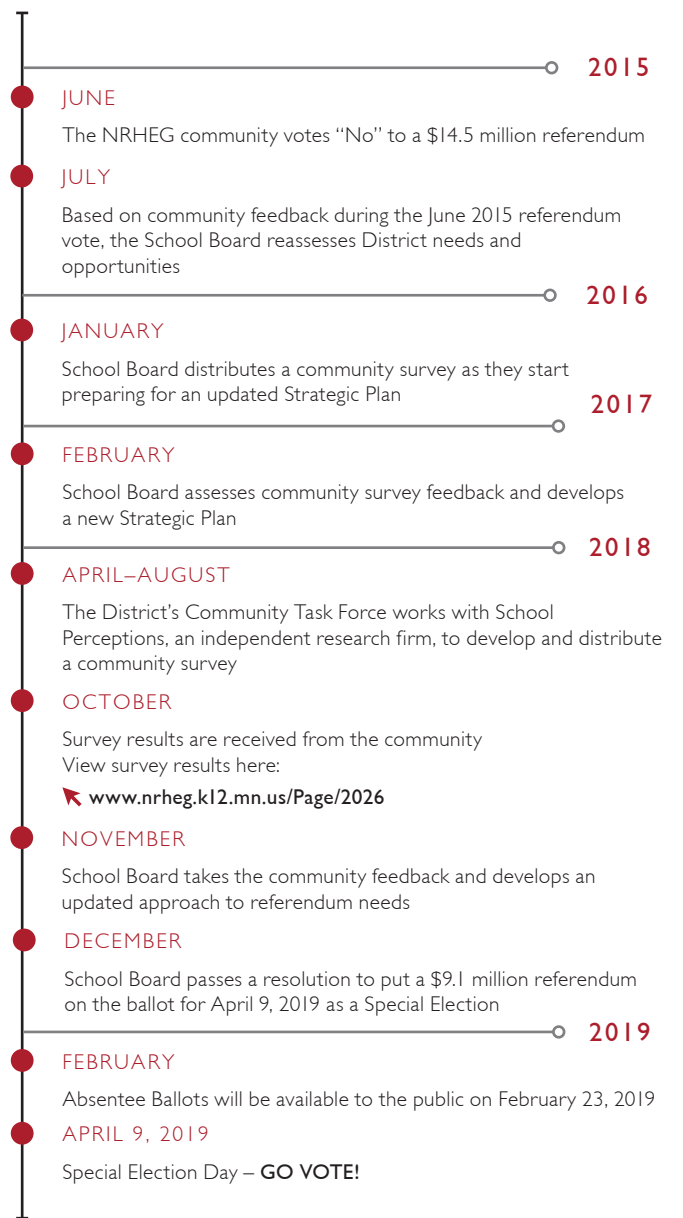 2015
JUNE
The NRHEG community votes “No” to a $14.5 million referendum
JULY
Based on community feedback during the June 2015 referendum
vote, the School Board reassesses District needs and
opportunities
2016
JANUARY
School Board distributes a community survey as they start
preparing for an updated Strategic Plan
2017
FEBRUARY
School Board assesses community survey feedback and develops
a new Strategic Plan
2018
APRIL–AUGUST
The District’s Community Task Force works with School
Perceptions, an independent research firm, to develop and distribute
a community survey
OCTOBER
Survey results are received from the community
View survey results here:
www.nrheg.k12.mn.us/Page/2026
NOVEMBER
School Board takes the community feedback and develops an
updated approach to referendum needs
DECEMBER
School Board passes a resolution to put a $9.1 million referendum
on the ballot for April 9, 2019 as a Special Election
2019
FEBRUARY
Absentee Ballots will be available to the public on February 23, 2019
APRIL 9, 2019
Special Election Day – GO VOTE!